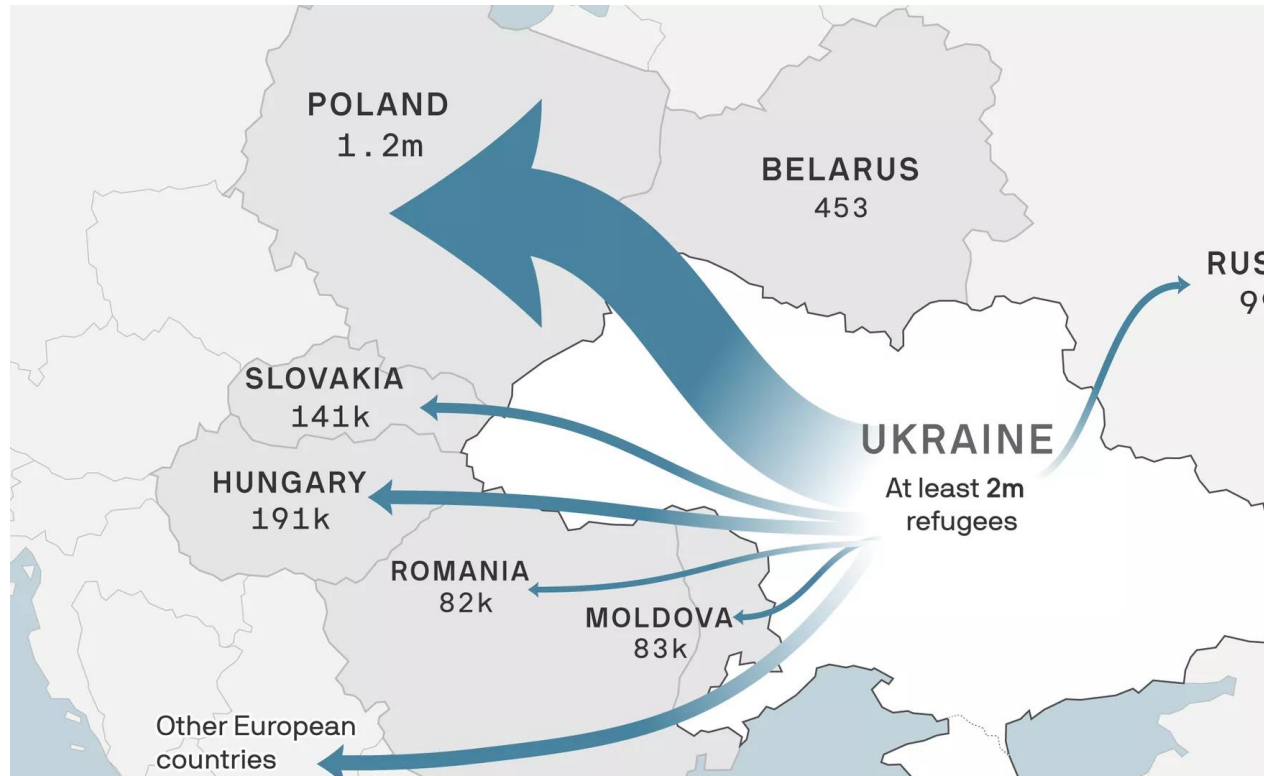 POLAND
1.2m
BELARUS
453
SLOVAKIA
141k
UKRAINE
At least 2m
refugees
HUNGARY
191k
ROMANIA
82k
MOLDOVA
83k
Other European
countries